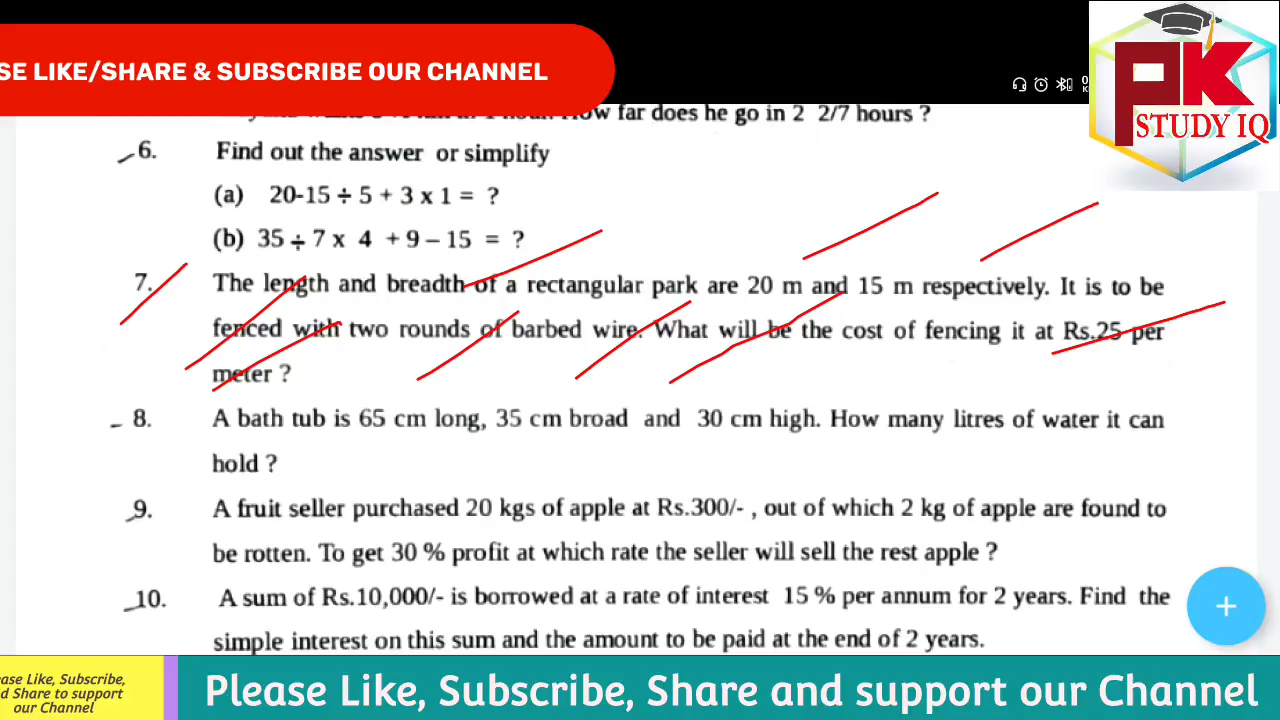 SE LIKE/SHARE & SUBSCRIBE OUR CHANNEL
PK
STUDY IQ
far does he go in 2 2/7 hours ?
6. Find out the answer or simplify
(a) 20-15 ÷ 5 + 3 x 1 = ?
(b) 35 ÷ 7 x 4 + 9 – 15 = ?
7. The length and breadth of a rectangular park are 20 m and 15 m respectively. It is to be
fenced with two rounds of barbed wire. What will be the cost of fencing it at Rs.25 per
meter ?
8. A bath tub is 65 cm long, 35 cm broad and 30 cm high. How many litres of water it can
hold ?
9. A fruit seller purchased 20 kgs of apple at Rs.300/- , out of which 2 kg of apple are found to
be rotten. To get 30 % profit at which rate the seller will sell the rest apple ?
10. A sum of Rs.10,000/- is borrowed at a rate of interest 15 % per annum for 2 years. Find the
simple interest on this sum and the amount to be paid at the end of 2 years.
+
ease Like, Subscribe,
d Share to support
our Channel
Please Like, Subscribe, Share and support our Channel